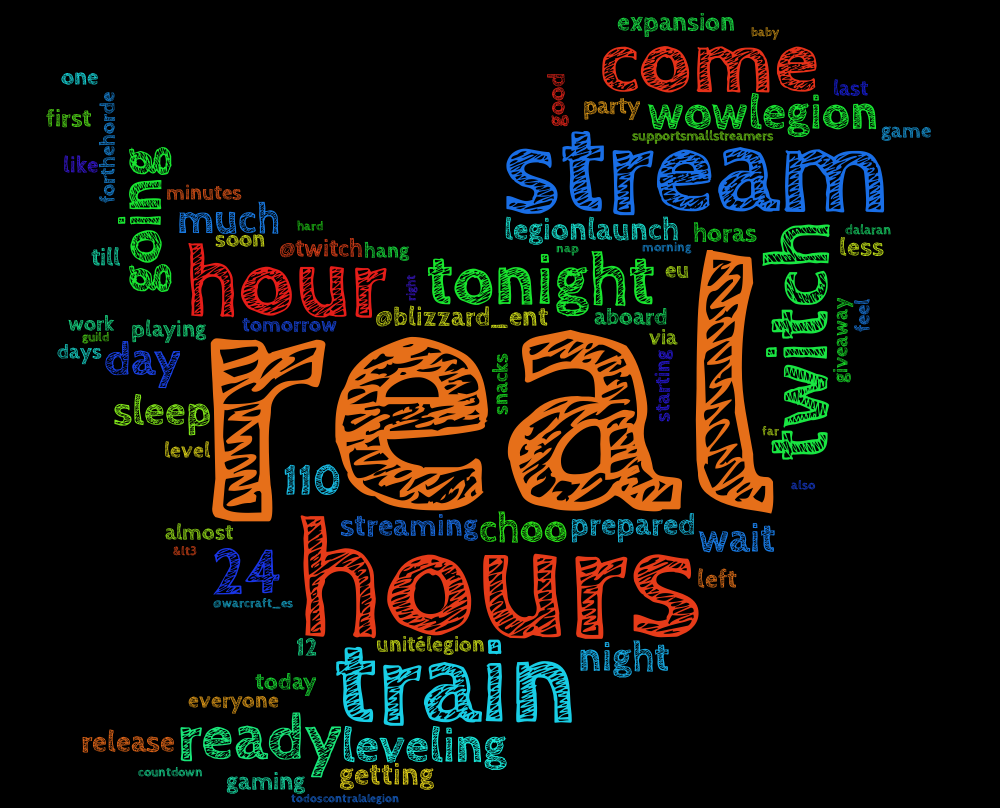 expansion
baby
come
one
good
last
party
wowlegion
first
forthehorde
game
supportsmallstreamers
stream
like
going
minutes
much
hard
legionlaunch
horas
dalaran
soon
@twitch
hang
nap
morning
less
till
hour
tonight
eu
twitch
right
@blizzard_ent
aboard
giveaway
feel
work
playing
tomorrow
guild
via
days
day
real
snacks
starting
sleep
far
level
110
also
streaming
choo
prepared
wait
almost
&lt3
24
hours
left
@warcraft_es
12
unitélegion
night
train
today
everyone
release
ready
leveling
countdown
gaming
getting
todoscontralalegion